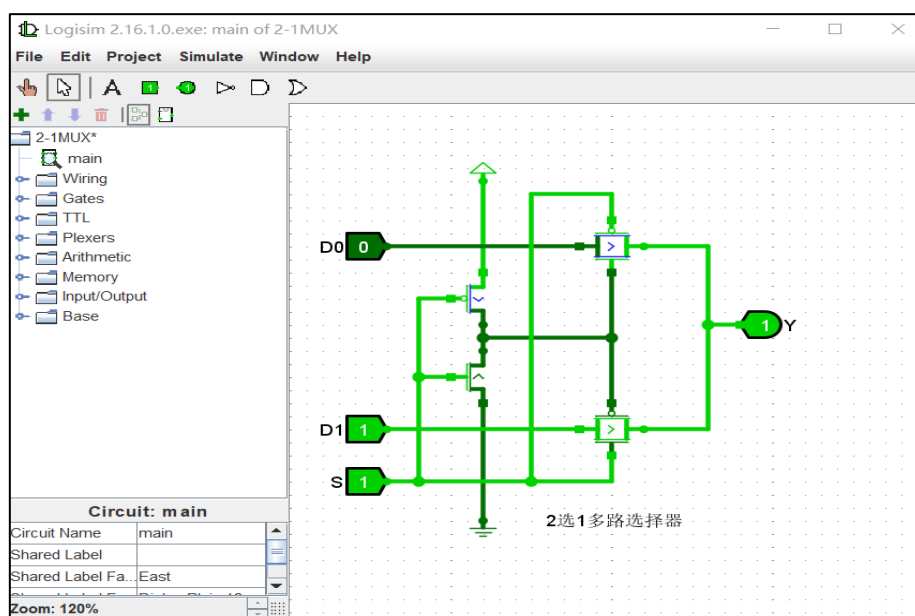 Logisim 2.16.1.0.exe: main of 2-1MUX
File Edit Project Simulate Window Help
A 1 1
2-1MUX*
main
Wiring
Gates
TTL
Plexers
Arithmetic
Memory
Input/Output
Base
D0 0
1 Y
D1 1
S 1
2选1多路选择器
Circuit: main
Circuit Name main
Shared Label
Shared Label Fa...East
Zoom: 120%